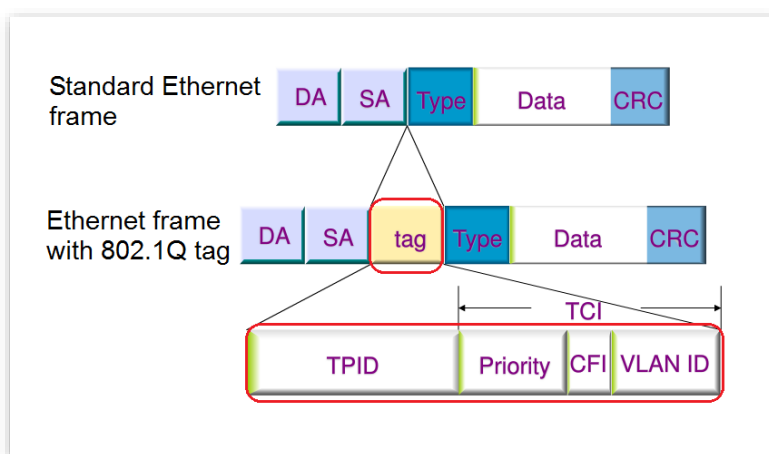 Standard Ethernet
frame
DA SA Type Data CRC
Ethernet frame
with 802.1Q tag
DA SA tag Type Data CRC
TCI
TPID Priority CFI VLAN ID